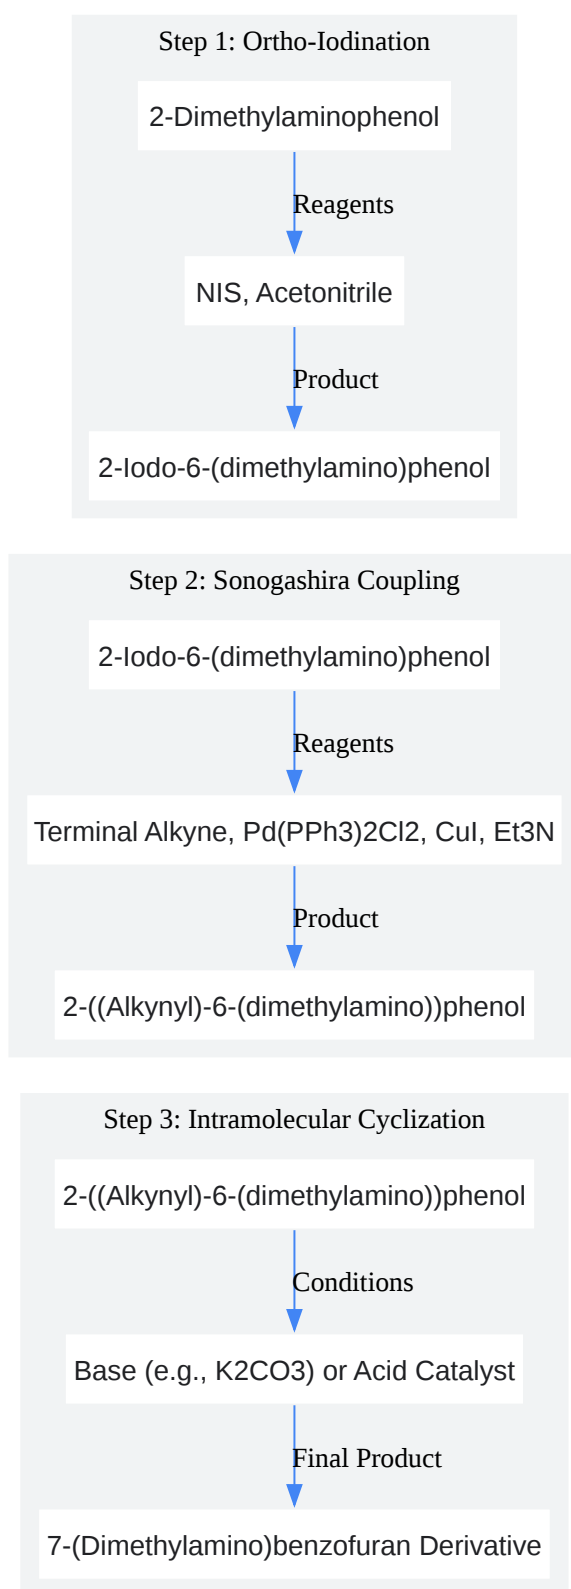 Step 1: Ortho-Iodination
2-Dimethylaminophenol
Reagents
NIS, Acetonitrile
Product
2-Iodo-6-(dimethylamino)phenol
Step 2: Sonogashira Coupling
2-Iodo-6-(dimethylamino)phenol
Reagents
Terminal Alkyne, Pd(PPh3)2Cl2, CuI, Et3N
Product
2-((Alkynyl)-6-(dimethylamino))phenol
Step 3: Intramolecular Cyclization
2-((Alkynyl)-6-(dimethylamino))phenol
Conditions
Base (e.g., K2CO3) or Acid Catalyst
Final Product
7-(Dimethylamino)benzofuran Derivative